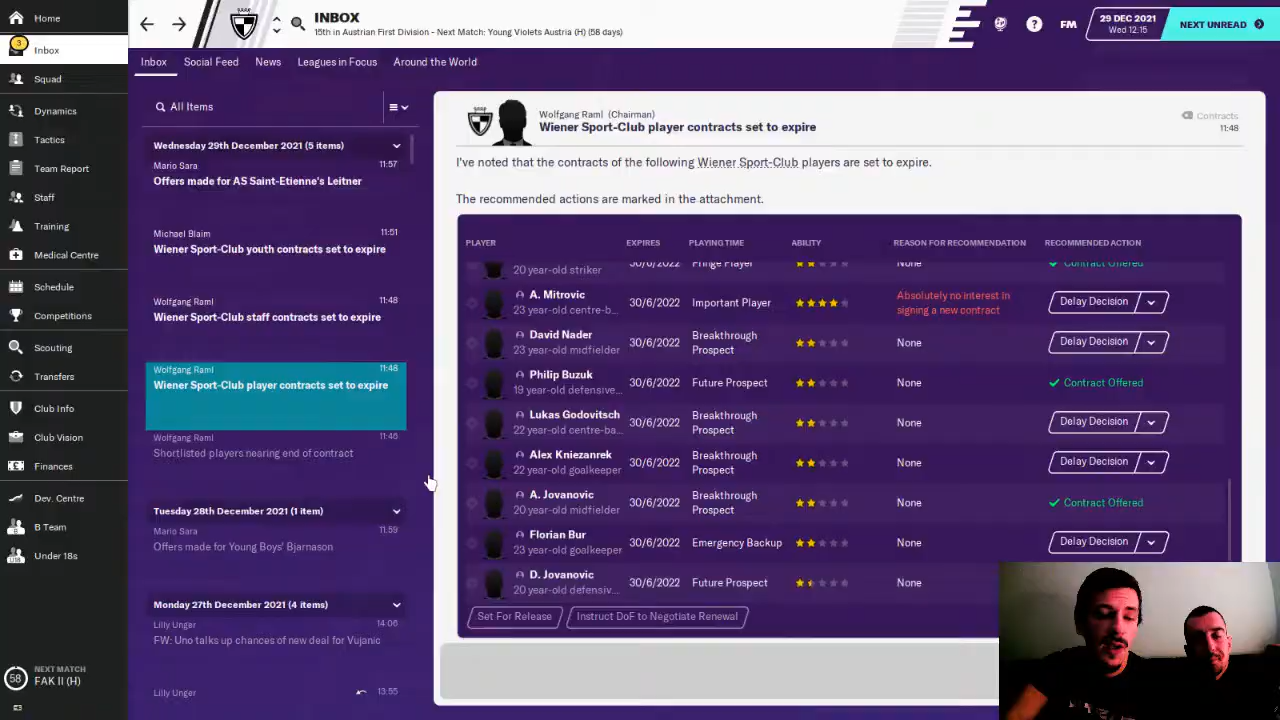 Home
3
Inbox
Squad
Dynamics
Tactics
Team Report
Staff
Training
Medical Centre
Schedule
Competitions
Scouting
Transfers
Club Info
Club Vision
Finances
Dev. Centre
B Team
Under 18s
58
NEXT MATCH
FAK II (H)
INBOX
15th in Austrian First Division - Next Match: Young Violets Austria (H) (58 days)
?
FM
29 DEC 2021
Wed 12:15
NEXT UNREAD
Inbox
Social Feed
News
Leagues in Focus
Around the World
All Items
Wednesday 29th December 2021 (5 items)
Mario Sara
11:57
Offers made for AS Saint-Etienne's Leitner
Michael Blaim
11:51
Wiener Sport-Club youth contracts set to expire
Wolfgang Raml
11:48
Wiener Sport-Club staff contracts set to expire
Wolfgang Raml
11:48
Wiener Sport-Club player contracts set to expire
Wolfgang Raml
11:46
Shortlisted players nearing end of contract
Tuesday 28th December 2021 (1 item)
Mario Sara
11:59
Offers made for Young Boys' Bjarnason
Monday 27th December 2021 (4 items)
Lilly Unger
14:06
FW: Uno talks up chances of new deal for Vujanic
Lilly Unger
13:55
Wolfgang Raml (Chairman)
Wiener Sport-Club player contracts set to expire
Contracts
11:48
I've noted that the contracts of the following Wiener Sport-Club players are set to expire.
The recommended actions are marked in the attachment.
PLAYER EXPIRES PLAYING TIME ABILITY REASON FOR RECOMMENDATION RECOMMENDED ACTION
20 year-old striker 30/6/2022 Fringe Player None Contract Offered
A. Mitrovic
23 year-old centre-b... 30/6/2022 Important Player Absolutely no interest in
signing a new contract
Delay Decision
David Nader
23 year-old midfielder 30/6/2022 Breakthrough
Prospect
None Delay Decision
Philip Buzuk
19 year-old defensive... 30/6/2022 Future Prospect None Contract Offered
Lukas Godovitsch
22 year-old centre-ba... 30/6/2022 Breakthrough
Prospect
None Delay Decision
Alex Kniezanrek
22 year-old goalkeeper 30/6/2022 Breakthrough
Prospect
None Delay Decision
A. Jovanovic
20 year-old midfielder 30/6/2022 Breakthrough
Prospect
None Contract Offered
Florian Bur
23 year-old goalkeeper 30/6/2022 Emergency Backup None Delay Decision
D. Jovanovic
20 year-old defensiv... 30/6/2022 Future Prospect None
Set For Release
Instruct DoF to Negotiate Renewal